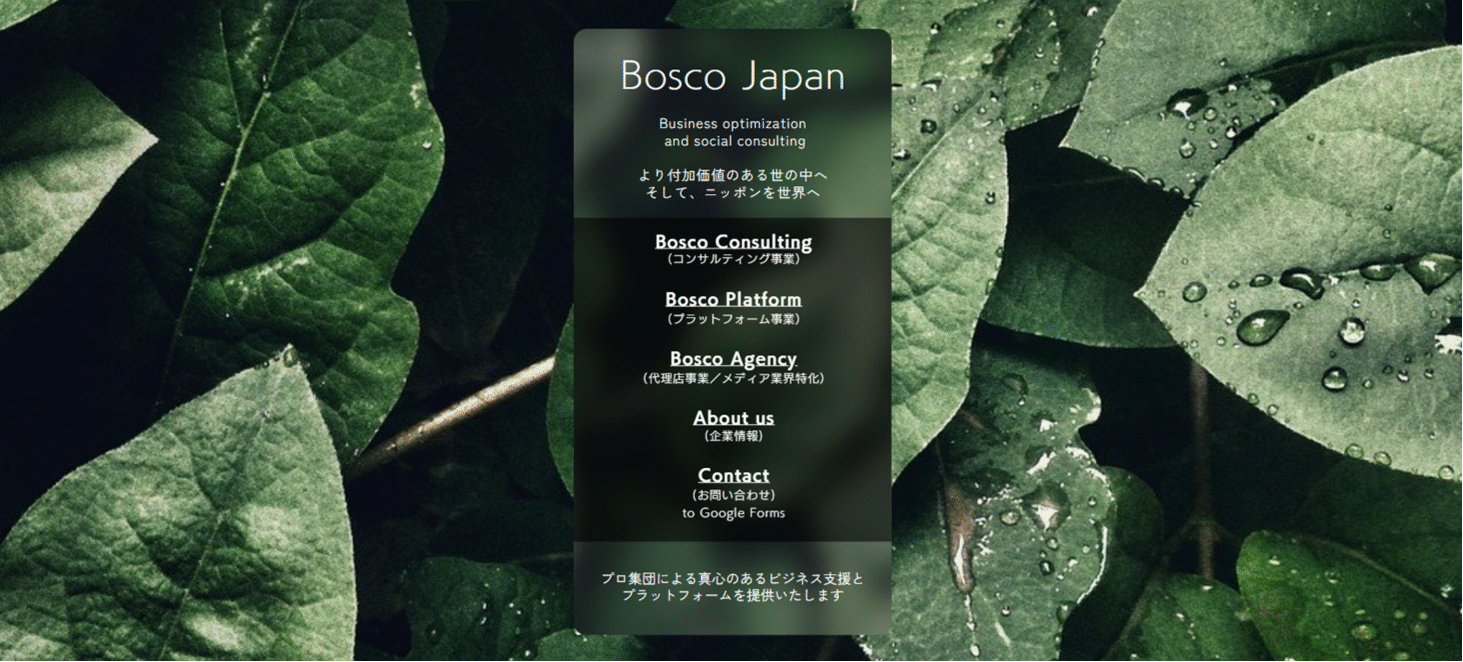 Bosco Japan
Business optimization
and social consulting
より付加価値のある世の中へ
そして、ニッポンを世界へ
Bosco Consulting
（コンサルティング事業）
Bosco Platform
（プラットフォーム事業）
Bosco Agency
（代理店事業／メディア業界特化）
About us
（企業情報）
Contact
（お問い合わせ）
to Google Forms
プロ集団による真心のあるビジネス支援と
プラットフォームを提供いたします